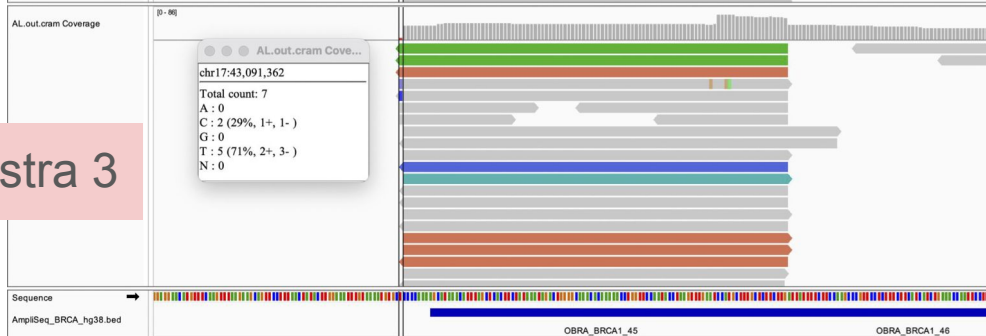 AL.out.cram Coverage
[0 - 86]
AL.out.cram Cove...
chr17:43,091,362
Total count: 7
A : 0
C : 2 (29%, 1+, 1- )
G : 0
T : 5 (71%, 2+, 3- )
N : 0
stra 3
Sequence
AmpliSeq_BRCA_hg38.bed
OBRA_BRCA1_45
OBRA_BRCA1_46